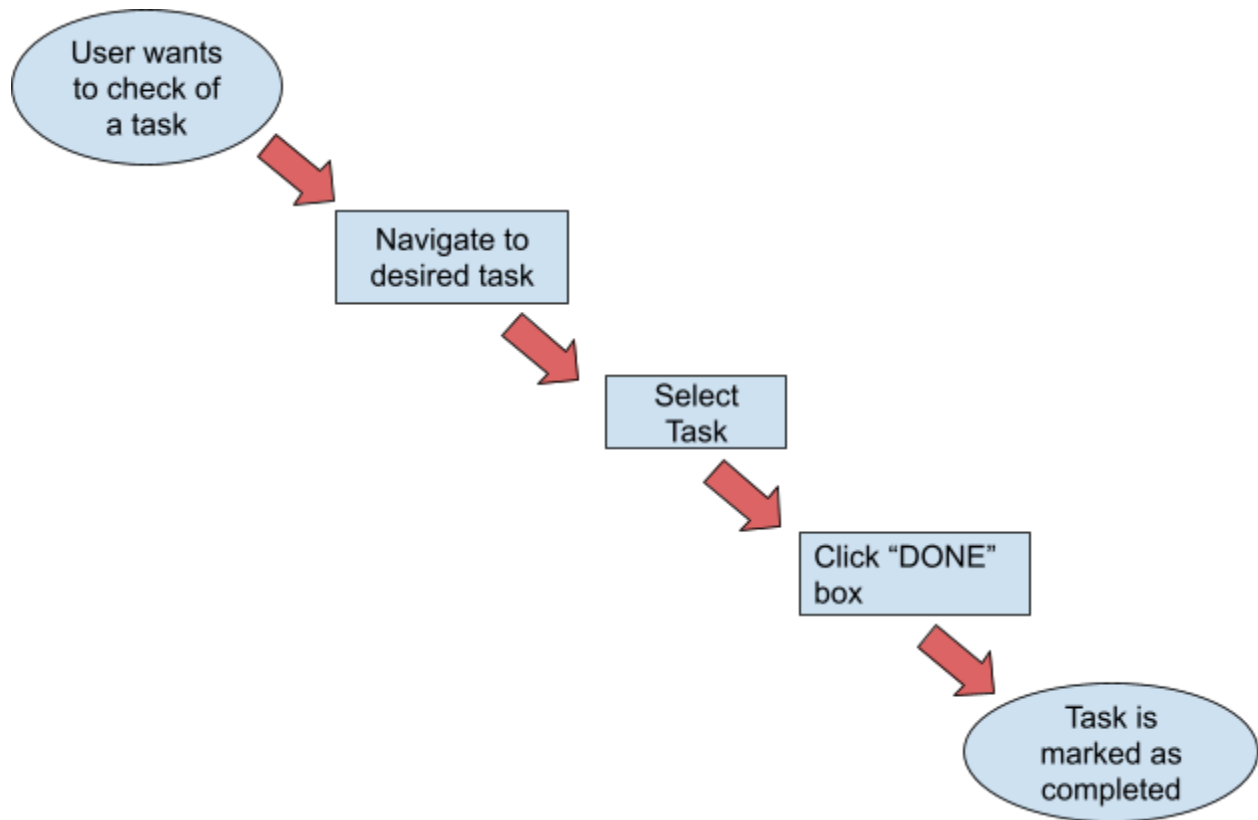 User wants
to check of
a task
Navigate to
desired task
Select
Task
Click “DONE”
box
Task is
marked as
completed